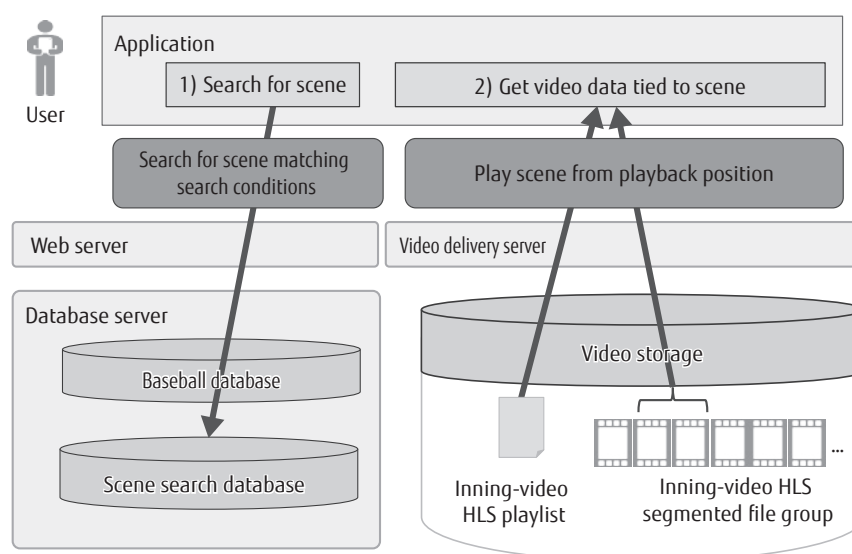 Application
User
1) Search for scene
2) Get video data tied to scene
Search for scene matching
search conditions
Play scene from playback position
Web server
Video delivery server
Database server
Baseball database
Scene search database
Video storage
...
Inning-video
HLS playlist
Inning-video HLS
segmented file group